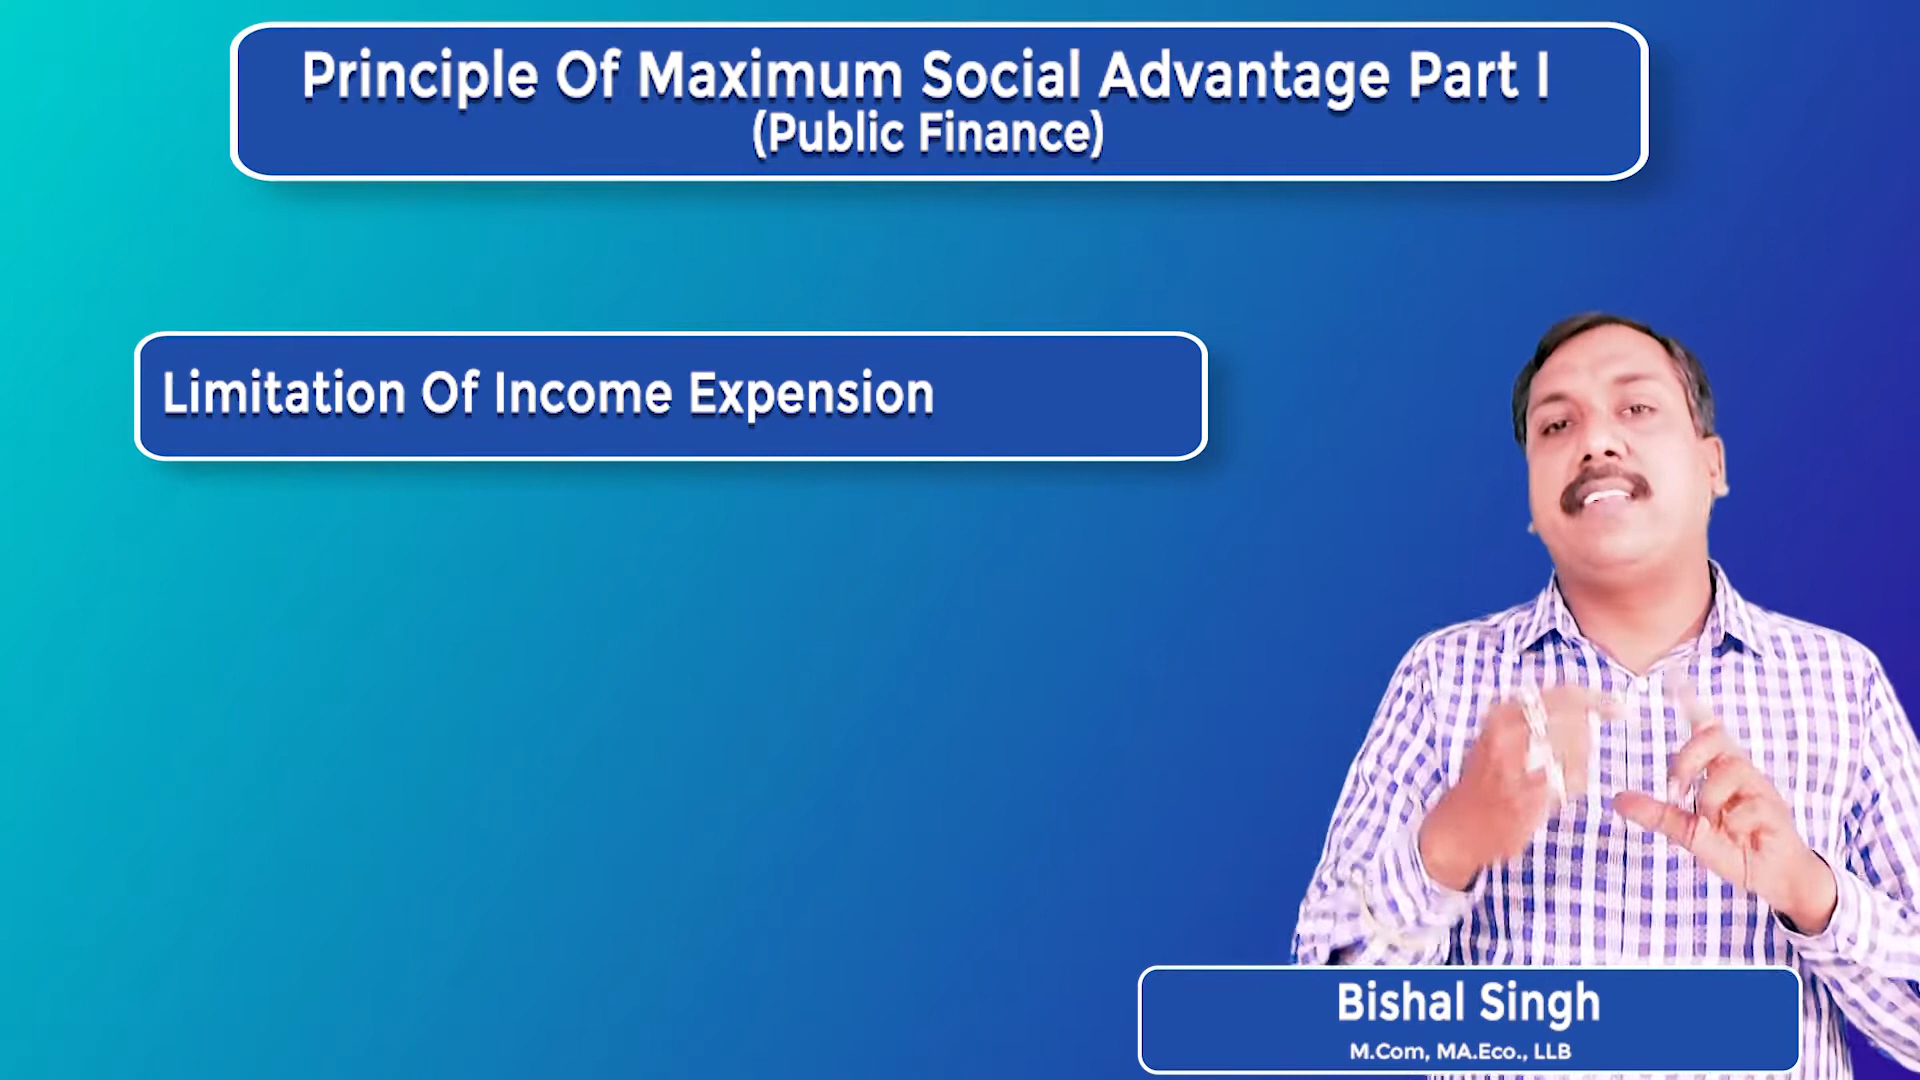 Principle Of Maximum Social Advantage Part I
(Public Finance)
Limitation Of Income Expension
Bishal Singh
M.Com, MA.Eco., LLB